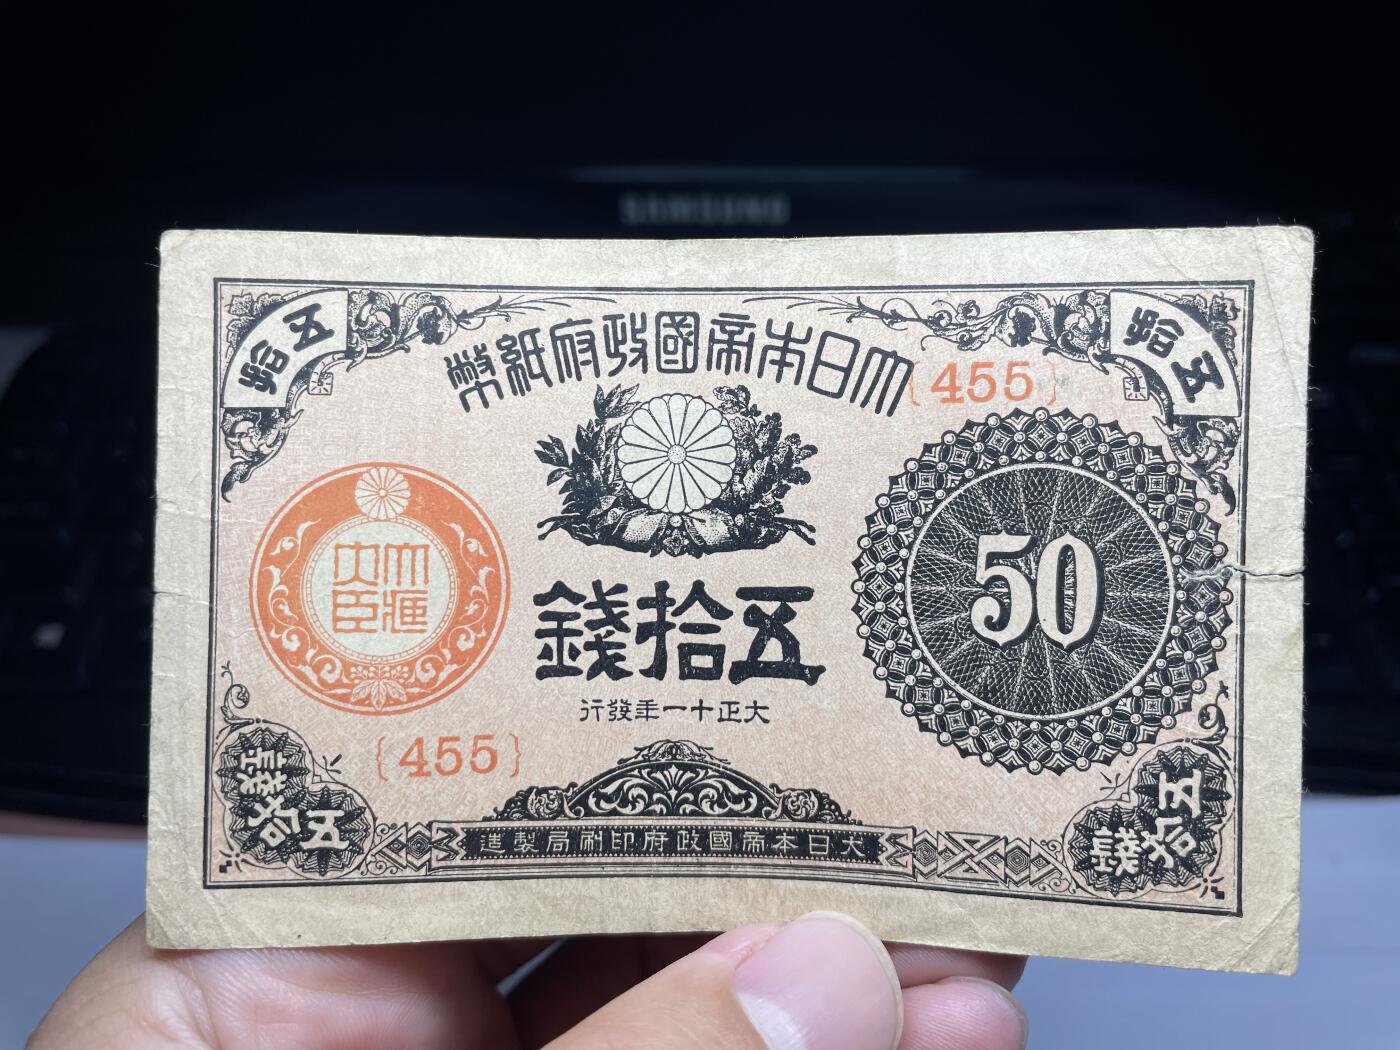 SAMSUNG
五拾
大日本帝國政府紙幣
五拾
{455}
大藏大臣
50
五拾錢
大正十一年發行
{455}
五拾錢
大日本帝國政府印刷局製造
五拾錢